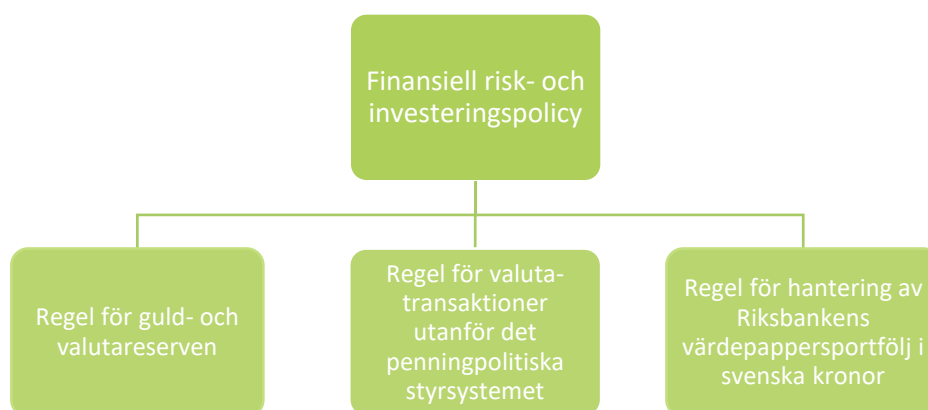 Finansiell risk- och
investeringspolicy
Regel för guld- och
valutareserven
Regel för valuta-
transaktioner
utanför det
penningpolitiska
styrsystemet
Regel för hantering av
Riksbankens
värdepappersportfölj i
svenska kronor